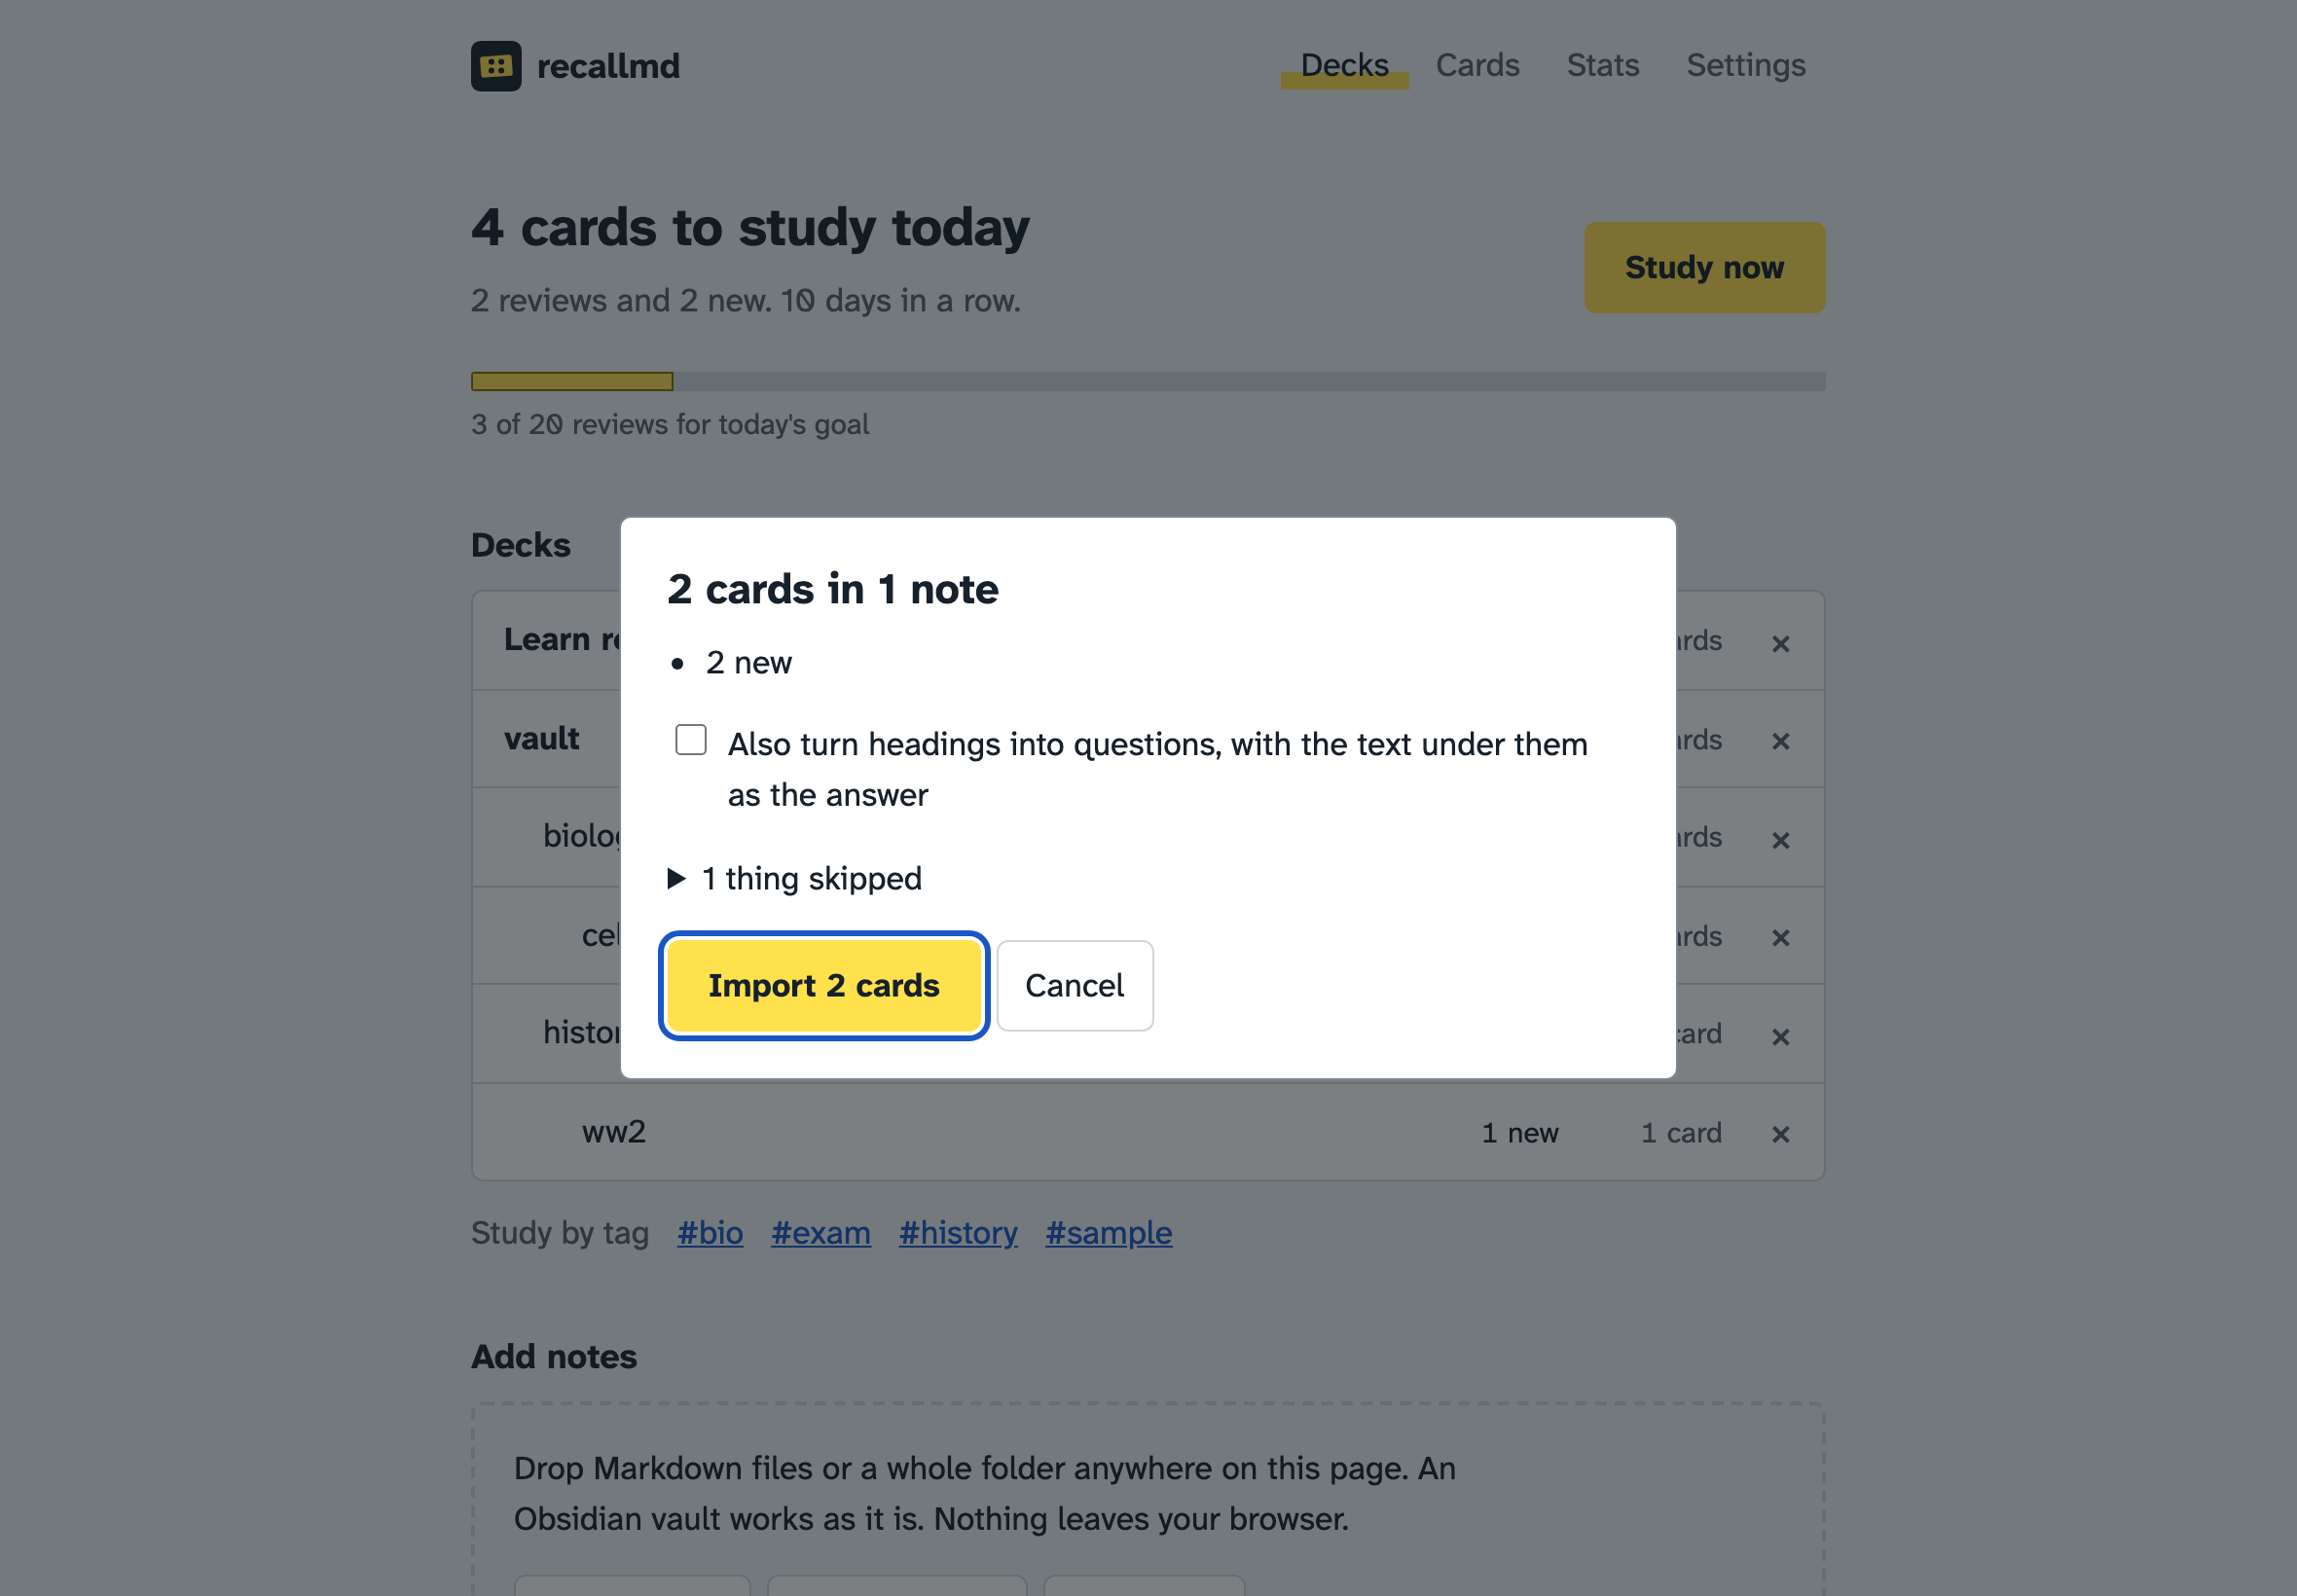 recallmd
Decks Cards Stats Settings
4 cards to study today
Study now
2 reviews and 2 new. 10 days in a row.
3 of 20 reviews for today's goal
Decks
2 cards in 1 note
2 new
Also turn headings into questions, with the text under them
as the answer
1 thing skipped
Import 2 cards Cancel
Learn
vault
ww2 1 new 1 card ×
Study by tag #bio #exam #history #sample
Add notes
Drop Markdown files or a whole folder anywhere on this page. An
Obsidian vault works as it is. Nothing leaves your browser.